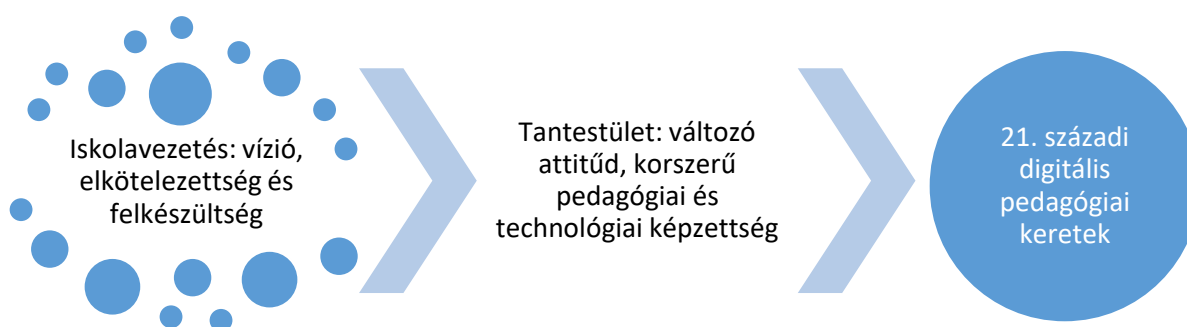 Iskolavezetés: vízió,
elkötelezettség és
felkészültség
Tantestület: változó
attitűd, korszerű
pedagógiai és
technológiai képzettség
21. századi
digitális
pedagógiai
keretek